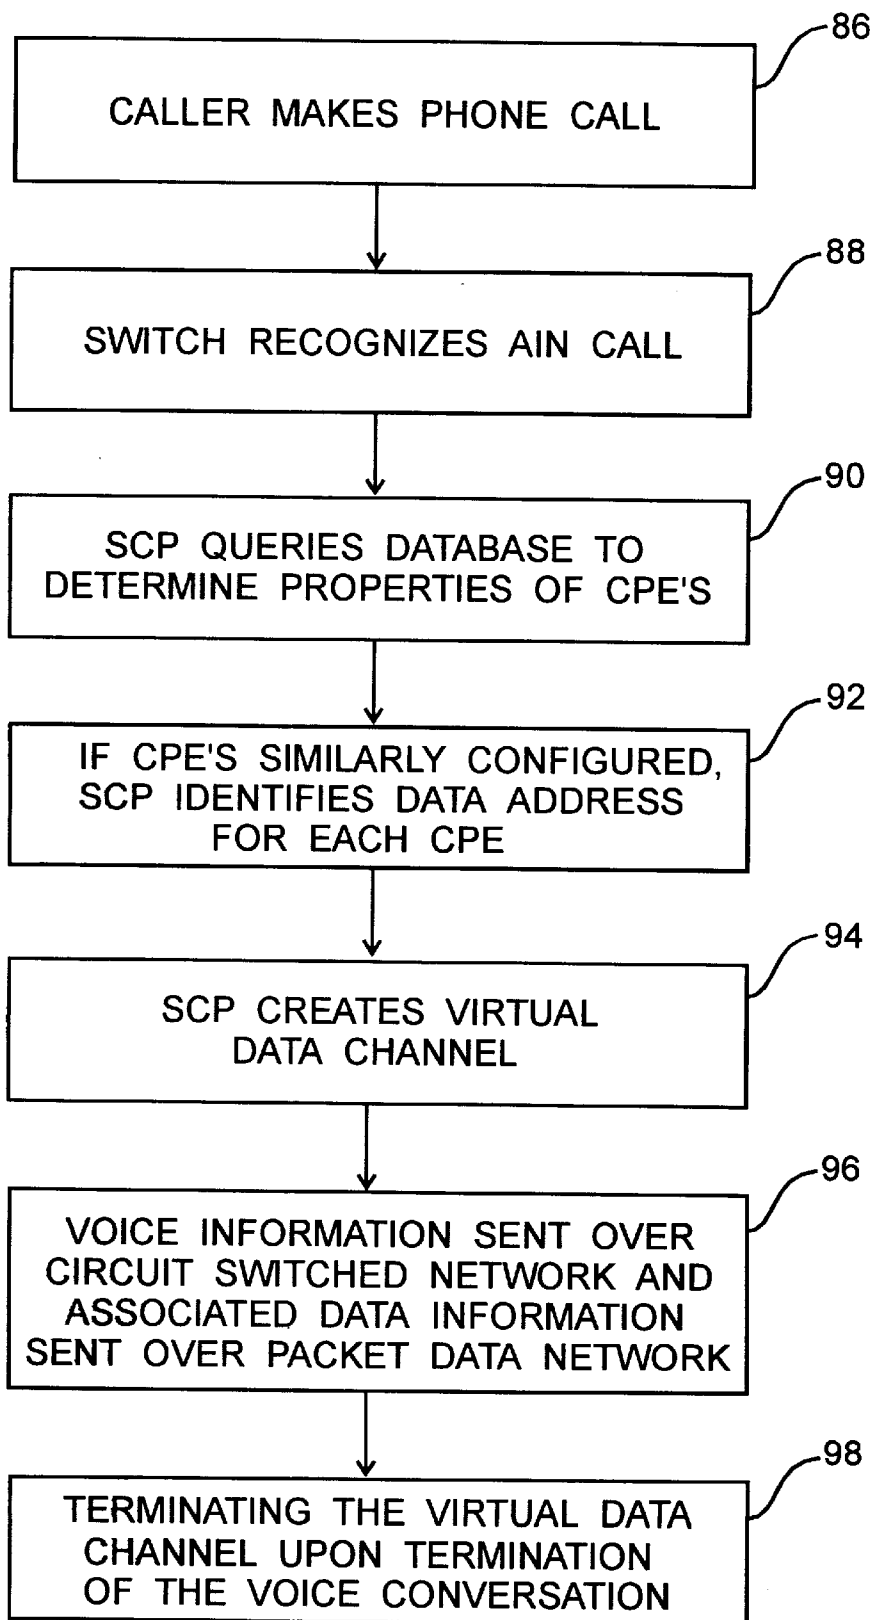 86
CALLER MAKES PHONE CALL
88
SWITCH RECOGNIZES AIN CALL
90
SCP QUERIES DATABASE TO
DETERMINE PROPERTIES OF CPE'S
92
IF CPE'S SIMILARLY CONFIGURED,
SCP IDENTIFIES DATA ADDRESS
FOR EACH CPE
94
SCP CREATES VIRTUAL
DATA CHANNEL
96
VOICE INFORMATION SENT OVER
CIRCUIT SWITCHED NETWORK AND
ASSOCIATED DATA INFORMATION
SENT OVER PACKET DATA NETWORK
98
TERMINATING THE VIRTUAL DATA
CHANNEL UPON TERMINATION
OF THE VOICE CONVERSATION